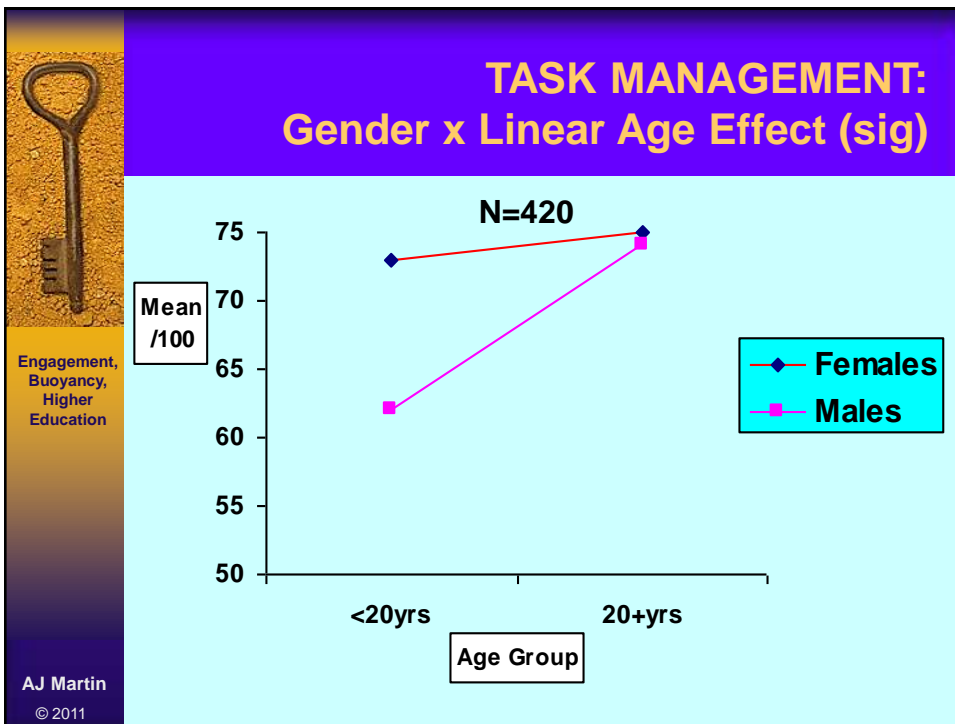 TASK MANAGEMENT:
Gender x Linear Age Effect (sig)
N=420
75
70
65
60
55
50
Mean
/100
<20yrs
20+yrs
Age Group
Females
Males
Engagement,
Buoyancy,
Higher
Education
AJ Martin
© 2011